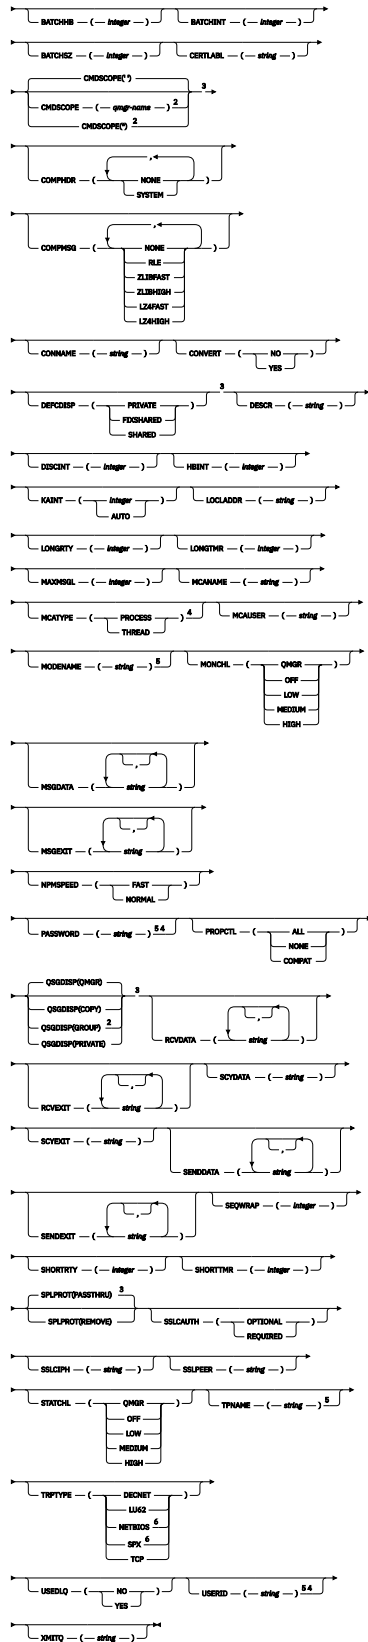 BATCHHB ( integer ) BATCHINT ( integer )
BATCHSZ ( integer ) CERTLABL ( string )
CMDSCOPE(' ') 3
CMDSCOPE ( qmgr-name ) 2
CMDSCOPE(*) 2
COMPHDR ( , NONE )
SYSTEM
COMPMSG ( , NONE )
RLE
ZLIBFAST
ZLIBHIGH
LZ4FAST
LZ4HIGH
CONNAME ( string ) CONVERT ( NO )
YES
DEFCDISP ( PRIVATE ) 3 DESCR ( string )
FIXSHARED
SHARED
DISCINT ( integer ) HBINT ( integer )
KAINT ( integer ) LOCLADDR ( string )
AUTO
LONGRTY ( integer ) LONGTMR ( integer )
MAXMSGL ( integer ) MCANAME ( string )
MCATYPE ( PROCESS ) 4 MCAUSER ( string )
THREAD
MODENAME ( string ) 5 MONCHL ( QMGR )
OFF
LOW
MEDIUM
HIGH
MSGDATA ( , string )
MSGEXIT ( , string )
NPMSPEED ( FAST )
NORMAL
PASSWORD ( string ) 5 4 PROPCTL ( ALL )
NONE
COMPAT
QSGDISP(QMGR) 3
QSGDISP(COPY)
QSGDISP(GROUP) 2
QSGDISP(PRIVATE)
RCVDATA ( , string )
RCVEXIT ( , string ) SCYDATA ( string )
SCYEXIT ( string ) SENDDATA ( , string )
SENDEXIT ( , string ) SEQWRAP ( integer )
SHORTRTY ( integer ) SHORTTMR ( integer )
SPLPROT(PASSTHRU) 3
SPLPROT(REMOVE) SSLCAUTH ( OPTIONAL )
REQUIRED
SSLCIPH ( string ) SSLPEER ( string )
STATCHL ( QMGR ) TPNAME ( string ) 5
OFF
LOW
MEDIUM
HIGH
TRPTYPE ( DECNET )
LU62
NETBIOS 6
SPX 6
TCP
USEDLQ ( NO ) USERID ( string ) 5 4
YES
XMITQ ( string )